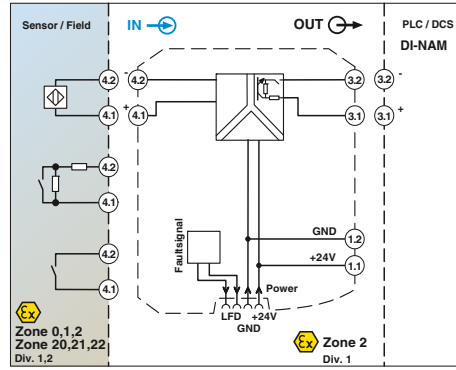 Sensor / Field
IN
OUT
PLC / DCS
DI-NAM
4.2 - 4.2
3.2 3.2 -
4.1 + 4.1
3.1 3.1 +
4.2
4.1
4.2
4.1
Faultsignal
GND 1.2
+24V 1.1
Power
LFD +24V
GND
Ex
Zone 0,1,2
Zone 20,21,22
Div. 1,2
Ex Zone 2
Div. 1